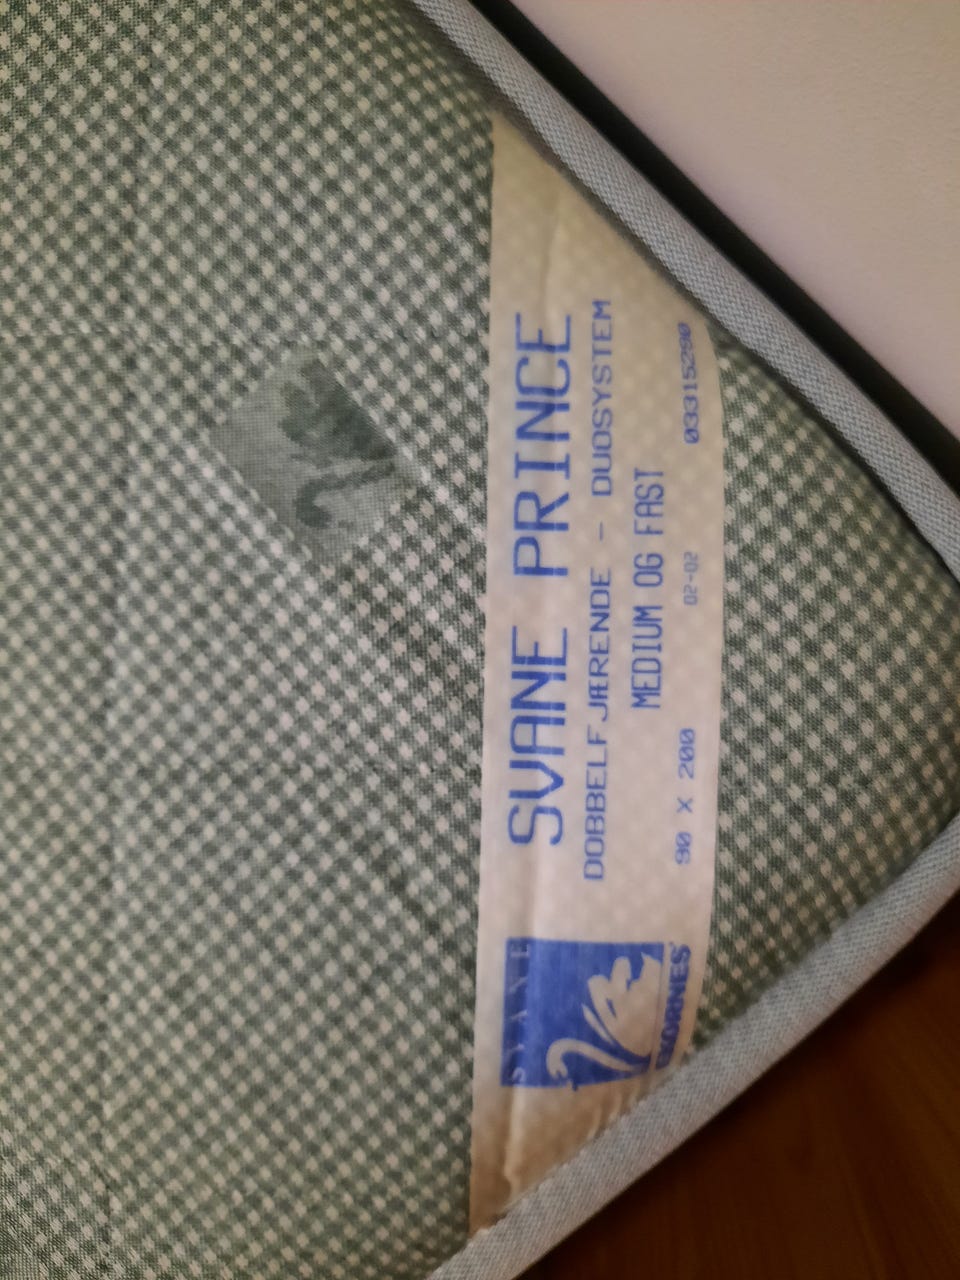 SVANE PRINCE
DOBBELFJÆRENDE - DUOSYSTEM
MEDIUM OG FAST
90 X 200 02-02 03315290
SVANE
EKORNES